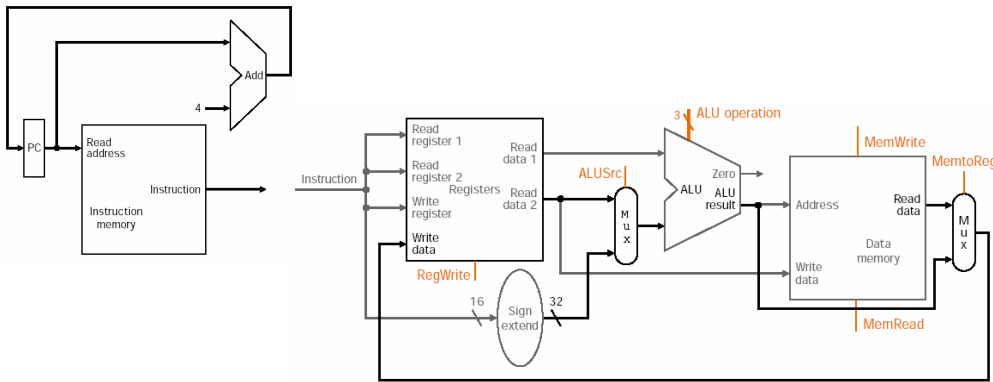 Add
4
PC
Read
address
Instruction
Instruction
memory
Instruction
Read
register 1
Read
register 2
Write
register
Write
data
Registers
Read
data 1
Read
data 2
RegWrite
16
Sign
extend
32
ALUSrc
M
u
x
3
ALU operation
ALU
Zero
ALU
result
MemWrite
Address
Read
data
Data
memory
Write
data
MemRead
MemtoReg
M
u
x